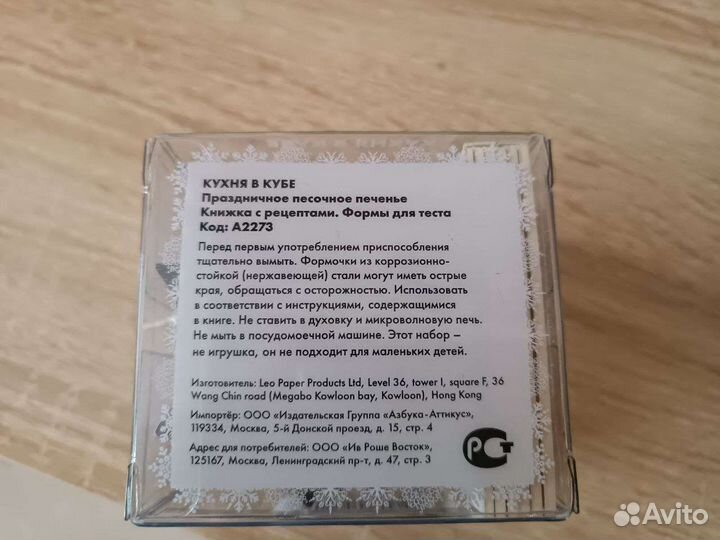 КУХНЯ В КУБЕ
Праздничное песочное печенье
Книжка с рецептами. Формы для теста
Код: А2273
Перед первым употреблением приспособления
тщательно вымыть. Формочки из коррозионно-
стойкой (нержавеющей) стали могут иметь острые
края, обращаться с осторожностью. Использовать
в соответствии с инструкциями, содержащимися
в книге. Не ставить в духовку и микроволновую печь.
Не мыть в посудомоечной машине. Этот набор –
не игрушка, он не подходит для маленьких детей.
Изготовитель: Leo Paper Products Ltd, Level 36, tower I, square F, 36
Wang Chin road (Megabo Kowloon bay, Kowloon), Hong Kong
Импортёр: ООО «Издательская Группа «Азбука-Аттикус»,
119334, Москва, 5-й Донской проезд, д. 15, стр. 4
Адрес для потребителей: ООО «Ив Роше Восток»,
125167, Москва, Ленинградский пр-т, д. 47, стр. 3
РСТ
Avito